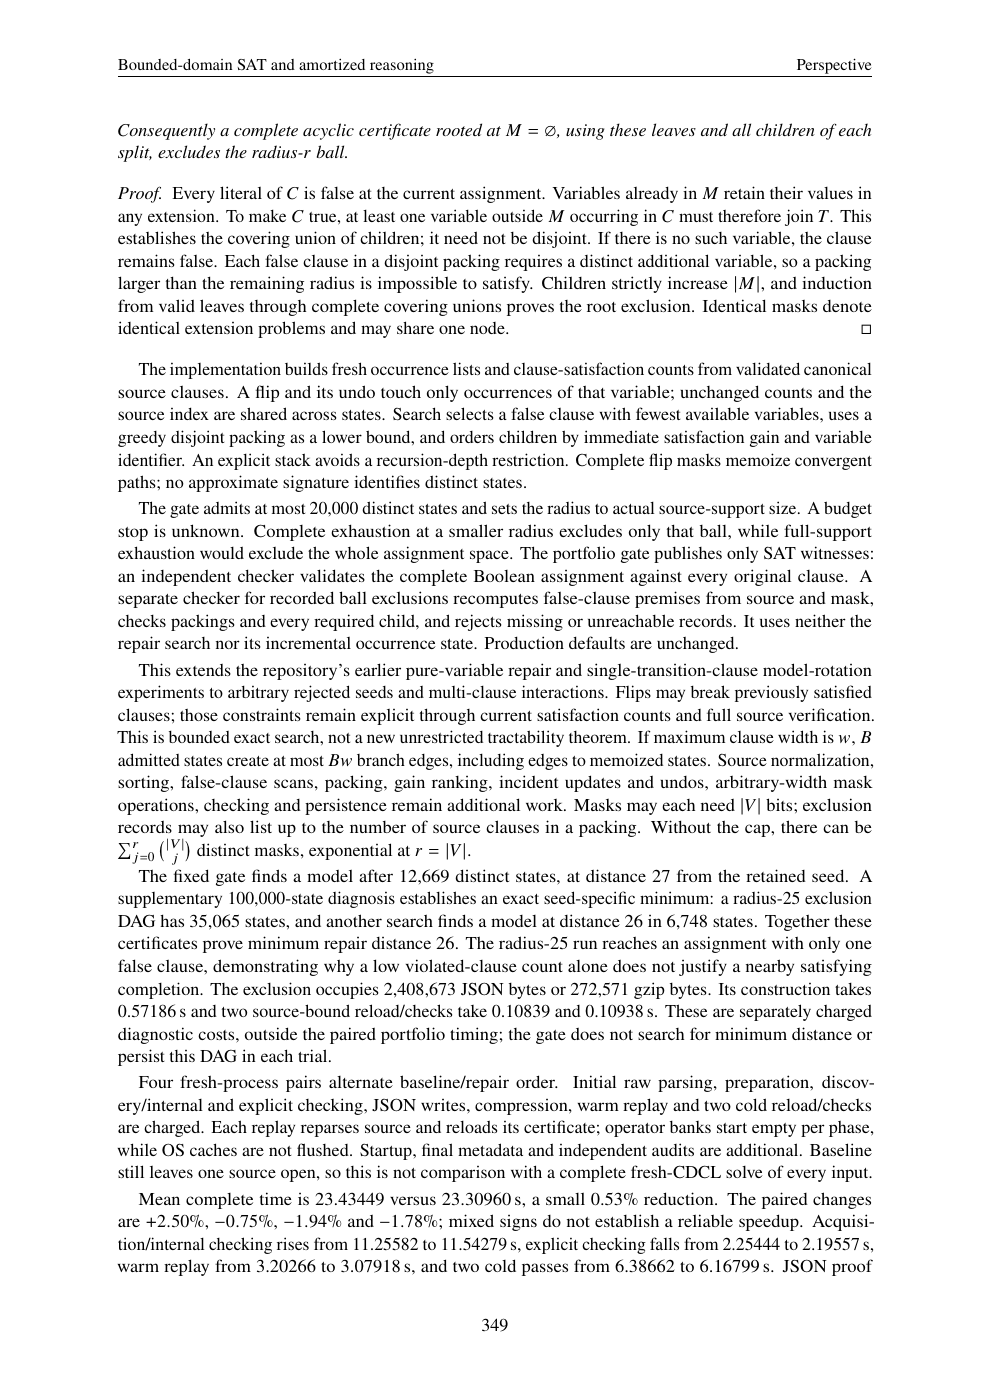 Bounded-domain SAT and amortized reasoning Perspective
Consequently a complete acyclic certificate rooted at M = ∅, using these leaves and all children of each
split, excludes the radius-r ball.
Proof. Every literal of C is false at the current assignment. Variables already in M retain their values in
any extension. To make C true, at least one variable outside M occurring in C must therefore join T. This
establishes the covering union of children; it need not be disjoint. If there is no such variable, the clause
remains false. Each false clause in a disjoint packing requires a distinct additional variable, so a packing
larger than the remaining radius is impossible to satisfy. Children strictly increase |M|, and induction
from valid leaves through complete covering unions proves the root exclusion. Identical masks denote
identical extension problems and may share one node. □
The implementation builds fresh occurrence lists and clause-satisfaction counts from validated canonical
source clauses. A flip and its undo touch only occurrences of that variable; unchanged counts and the
source index are shared across states. Search selects a false clause with fewest available variables, uses a
greedy disjoint packing as a lower bound, and orders children by immediate satisfaction gain and variable
identifier. An explicit stack avoids a recursion-depth restriction. Complete flip masks memoize convergent
paths; no approximate signature identifies distinct states.
The gate admits at most 20,000 distinct states and sets the radius to actual source-support size. A budget
stop is unknown. Complete exhaustion at a smaller radius excludes only that ball, while full-support
exhaustion would exclude the whole assignment space. The portfolio gate publishes only SAT witnesses:
an independent checker validates the complete Boolean assignment against every original clause. A
separate checker for recorded ball exclusions recomputes false-clause premises from source and mask,
checks packings and every required child, and rejects missing or unreachable records. It uses neither the
repair search nor its incremental occurrence state. Production defaults are unchanged.
This extends the repository's earlier pure-variable repair and single-transition-clause model-rotation
experiments to arbitrary rejected seeds and multi-clause interactions. Flips may break previously satisfied
clauses; those constraints remain explicit through current satisfaction counts and full source verification.
This is bounded exact search, not a new unrestricted tractability theorem. If maximum clause width is w, B
admitted states create at most Bw branch edges, including edges to memoized states. Source normalization,
sorting, false-clause scans, packing, gain ranking, incident updates and undos, arbitrary-width mask
operations, checking and persistence remain additional work. Masks may each need |V| bits; exclusion
records may also list up to the number of source clauses in a packing. Without the cap, there can be
∑_{j=0}^{r} (|V| j) distinct masks, exponential at r = |V|.
The fixed gate finds a model after 12,669 distinct states, at distance 27 from the retained seed. A
supplementary 100,000-state diagnosis establishes an exact seed-specific minimum: a radius-25 exclusion
DAG has 35,065 states, and another search finds a model at distance 26 in 6,748 states. Together these
certificates prove minimum repair distance 26. The radius-25 run reaches an assignment with only one
false clause, demonstrating why a low violated-clause count alone does not justify a nearby satisfying
completion. The exclusion occupies 2,408,673 JSON bytes or 272,571 gzip bytes. Its construction takes
0.57186 s and two source-bound reload/checks take 0.10839 and 0.10938 s. These are separately charged
diagnostic costs, outside the paired portfolio timing; the gate does not search for minimum distance or
persist this DAG in each trial.
Four fresh-process pairs alternate baseline/repair order. Initial raw parsing, preparation, discov-
ery/internal and explicit checking, JSON writes, compression, warm replay and two cold reload/checks
are charged. Each replay reparses source and reloads its certificate; operator banks start empty per phase,
while OS caches are not flushed. Startup, final metadata and independent audits are additional. Baseline
still leaves one source open, so this is not comparison with a complete fresh-CDCL solve of every input.
Mean complete time is 23.43449 versus 23.30960 s, a small 0.53% reduction. The paired changes
are +2.50%, −0.75%, −1.94% and −1.78%; mixed signs do not establish a reliable speedup. Acquisi-
tion/internal checking rises from 11.25582 to 11.54279 s, explicit checking falls from 2.25444 to 2.19557 s,
warm replay from 3.20266 to 3.07918 s, and two cold passes from 6.38662 to 6.16799 s. JSON proof
349